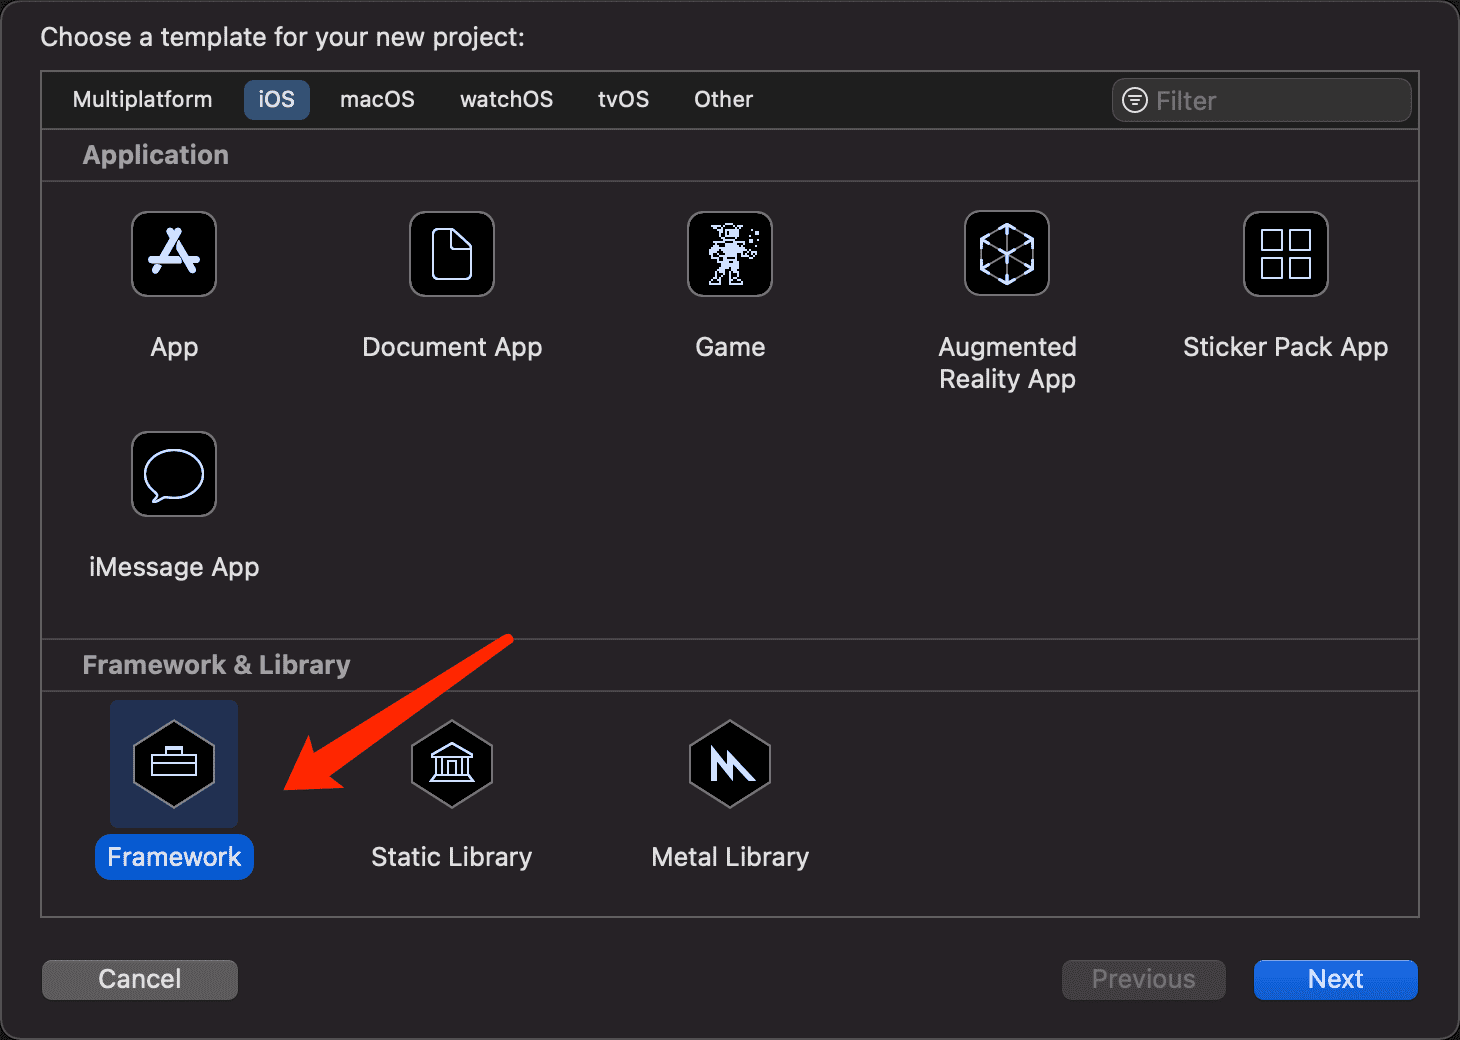 Choose a template for your new project:
Multiplatform iOS macOS watchOS tvOS Other Filter
Application
App Document App Game Augmented Reality App Sticker Pack App
iMessage App
Framework & Library
Framework Static Library Metal Library
Cancel Previous Next